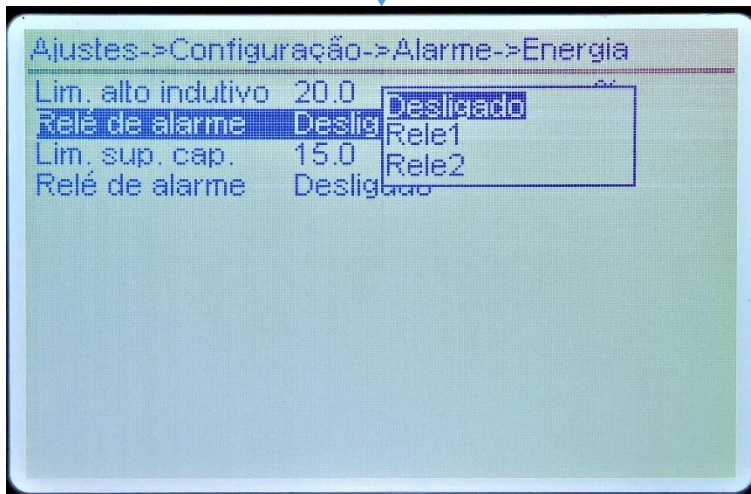 Ajustes->Configuração->Alarme->Energia
Lim. alto indutivo 20.0
Relé de alarme Deslig
Lim. sup. cap. 15.0
Relé de alarme Desligado
Desligado
Rele1
Rele2